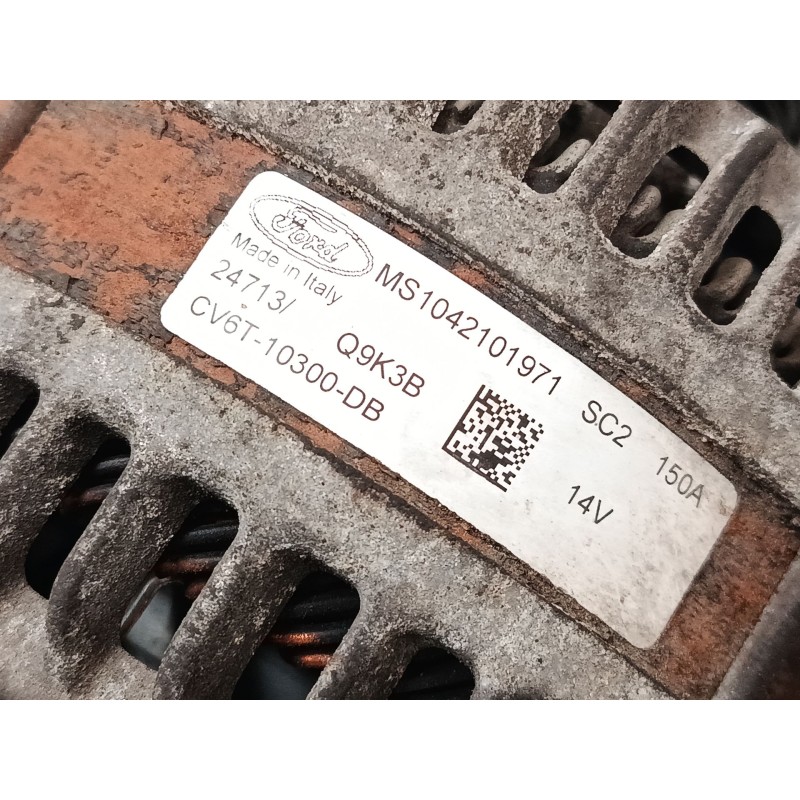 Ford
Made in Italy
MS1042101971 SC2 150A
24713/ Q9K3B 14V
CV6T-10300-DB